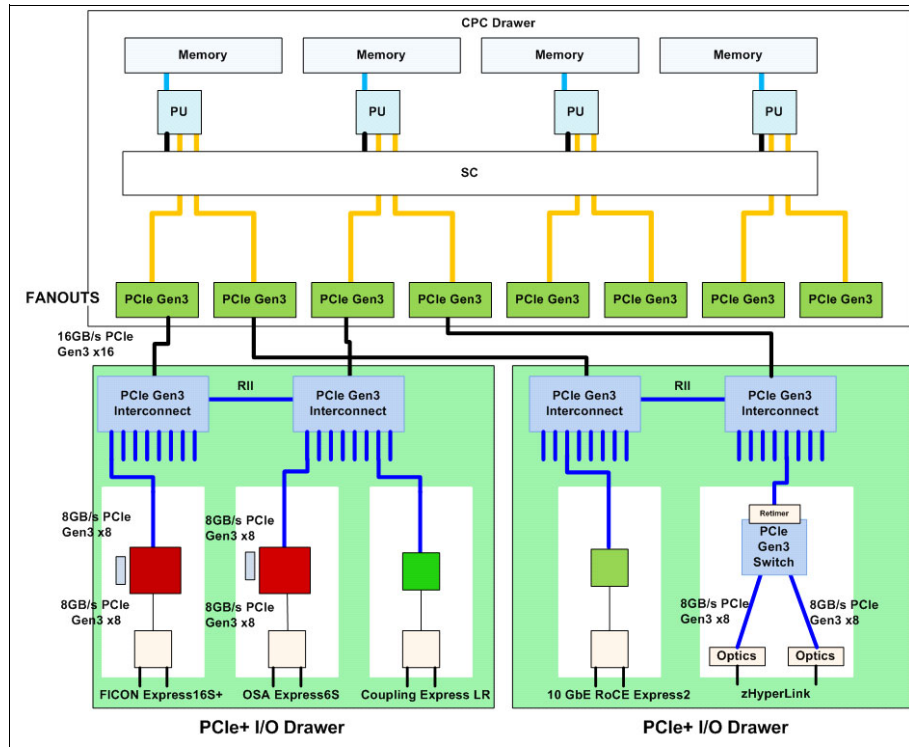 CPC Drawer
Memory
Memory
Memory
Memory
PU
PU
PU
PU
SC
FANOUTS
PCIe Gen3
PCIe Gen3
PCIe Gen3
PCIe Gen3
PCIe Gen3
PCIe Gen3
PCIe Gen3
PCIe Gen3
16GB/s PCIe
Gen3 x16
PCIe Gen3
Interconnect
RII
PCIe Gen3
Interconnect
PCIe Gen3
Interconnect
RII
PCIe Gen3
Interconnect
8GB/s PCIe
Gen3 x8
8GB/s PCIe
Gen3 x8
8GB/s PCIe
Gen3 x8
8GB/s PCIe
Gen3 x8
Retimer
PCIe
Gen3
Switch
8GB/s PCIe
Gen3 x8
8GB/s PCIe
Gen3 x8
Optics
Optics
FICON Express16S+
OSA Express6S
Coupling Express LR
10 GbE RoCE Express2
zHyperLink
PCIe+ I/O Drawer
PCIe+ I/O Drawer